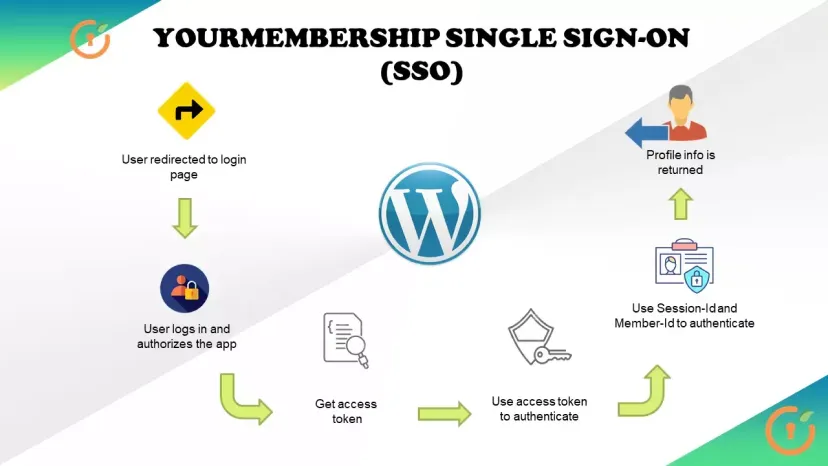 YOURMEMBERSHIP SINGLE SIGN-ON
(SSO)
User redirected to login
page
User logs in and
authorizes the app
Get access
token
Use access token
to authenticate
Use Session-Id and
Member-Id to authenticate
Profile info is
returned
W